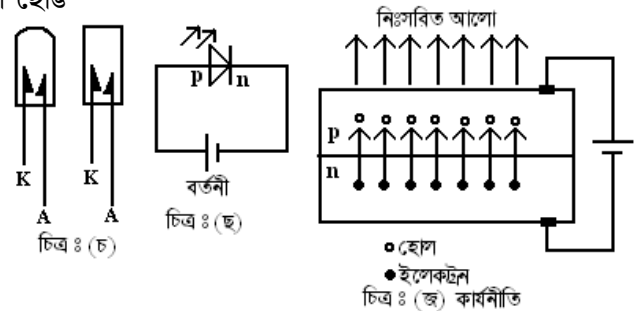 নিঃসরিত আলো
p n
p
n
K K
A A
বর্তনী
চিত্র ঃ (চ)
চিত্র ঃ (ছ)
হোল
ইলেকট্রন
চিত্র ঃ (জ) কার্যনীতি